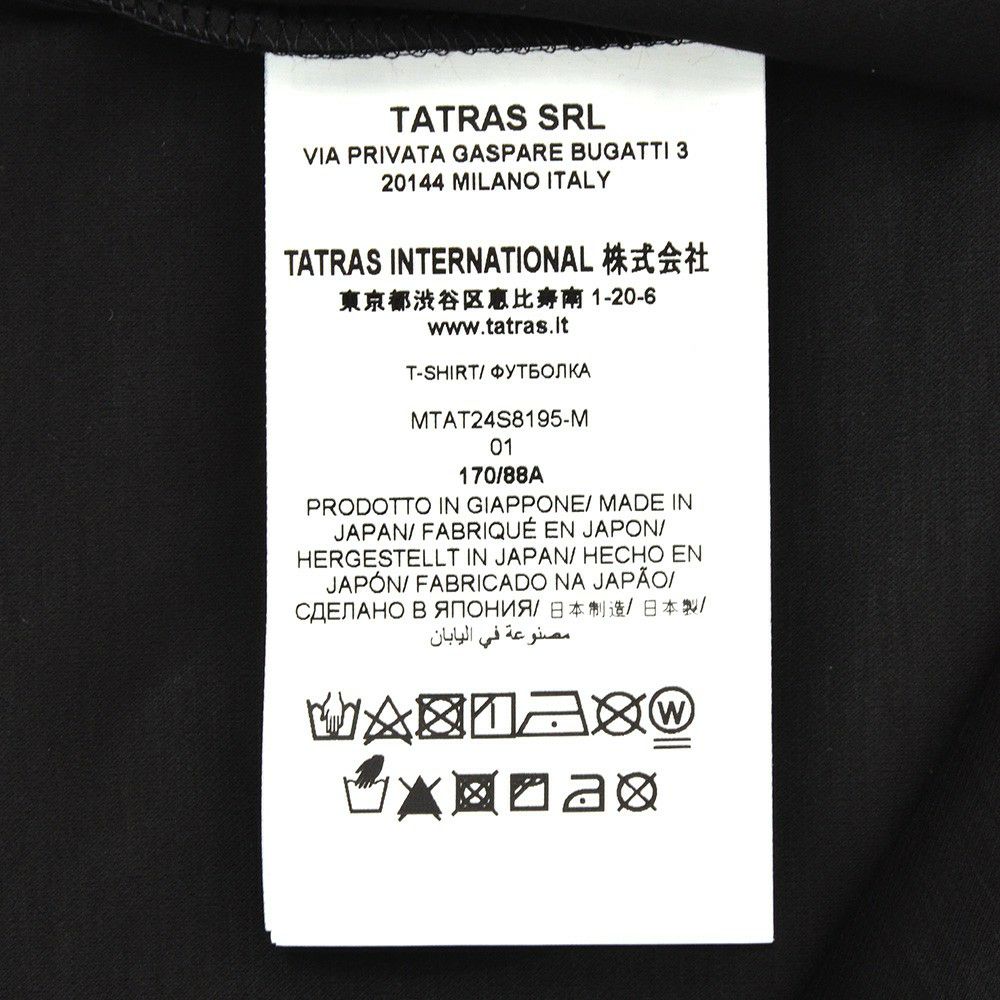 TATRAS SRL
VIA PRIVATA GASPARE BUGATTI 3
20144 MILANO ITALY
TATRAS INTERNATIONAL 株式会社
東京都渋谷区恵比寿南 1-20-6
www.tatras.it
T-SHIRT/ ФУТБОЛКА
MTAT24S8195-M
01
170/88A
PRODOTTO IN GIAPPONE/ MADE IN
JAPAN/ FABRIQUÉ EN JAPON/
HERGESTELLT IN JAPAN/ HECHO EN
JAPÓN/ FABRICADO NA JAPÃO/
СДЕЛАНО В ЯПОНИЯ/ 日本制造/ 日本製/
مصنوعة في اليابان
W